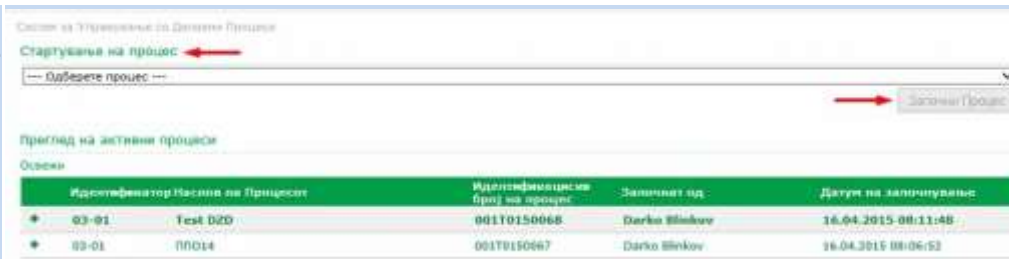 Систем за Управување со Деловни Процеси
Стартување на процес
--- Одберете процес ---
Започни Процес
Преглед на активни процеси
Освежи
Идентификатор Наслов на Процесот Идентификациски број на процес Започнат од Датум на започнување
03-01 Test DZD 001T0150068 Darko Blinkov 16.04.2015 08:11:48
03-01 ППО14 001T0150067 Darko Blinkov 16.04.2015 08:06:52